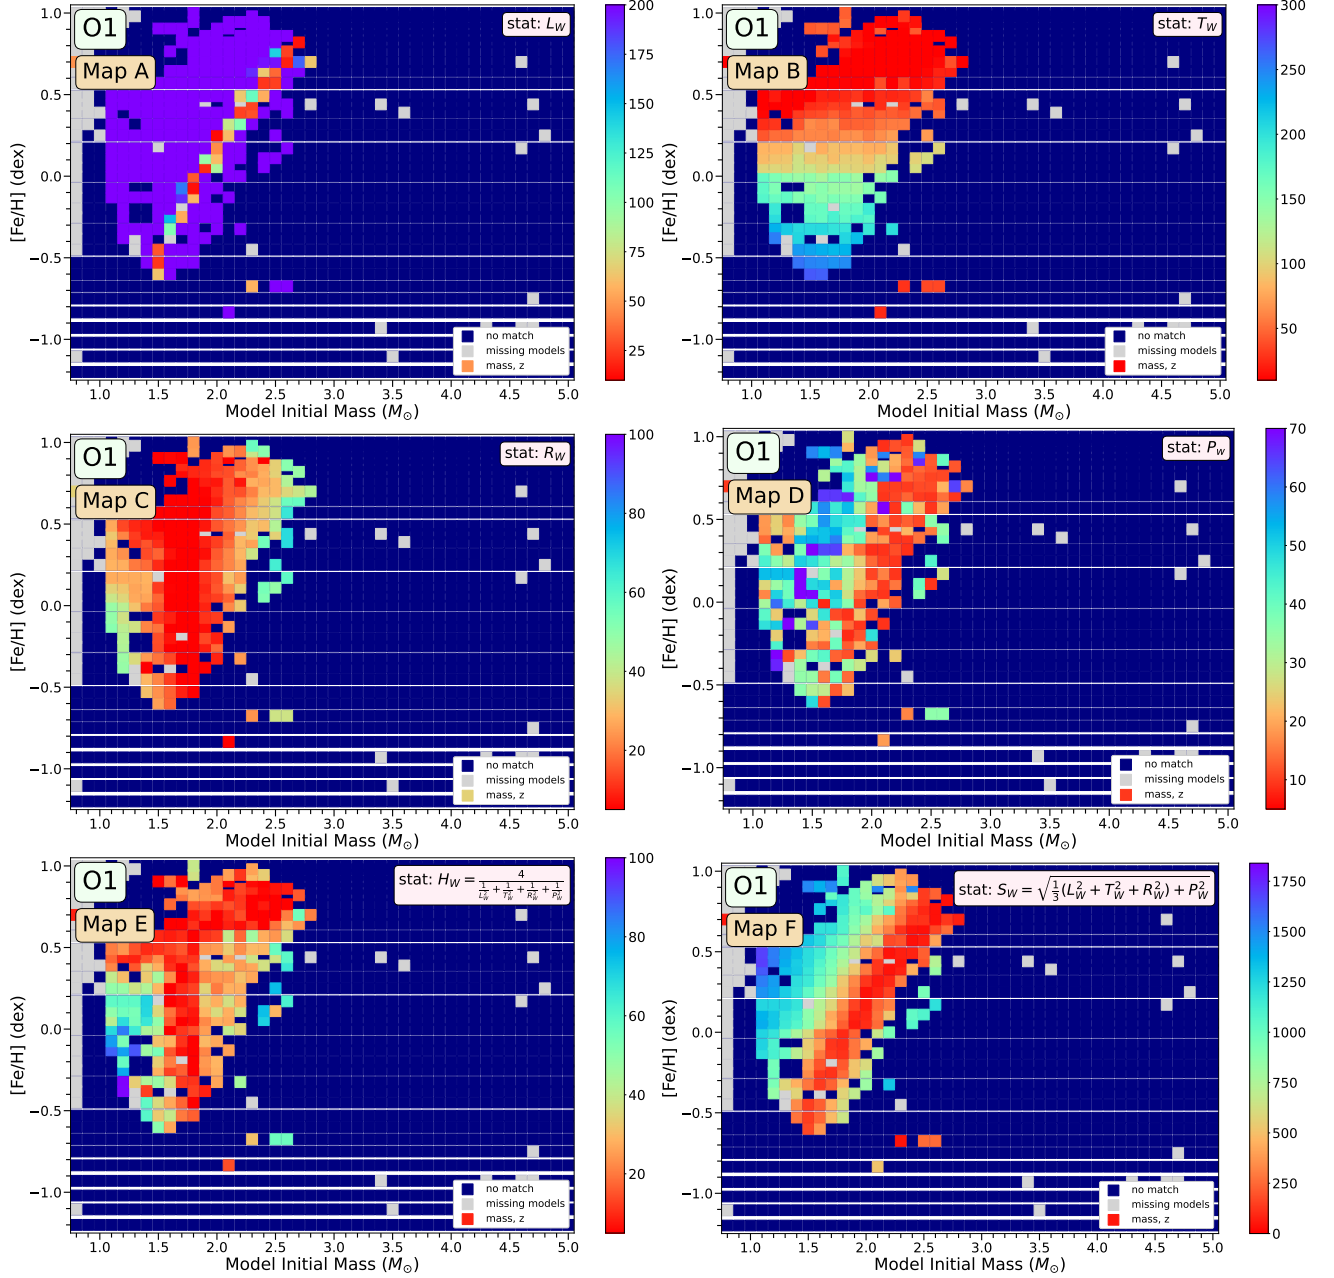 O1
Map A
stat: L_W
1.0
0.5
0.0
−0.5
−1.0
[Fe/H] (dex)
1.0 1.5 2.0 2.5 3.0 3.5 4.0 4.5 5.0
Model Initial Mass (M⊙)
no match
missing models
mass, z
200
175
150
125
100
75
50
25
O1
Map B
stat: T_W
1.0
0.5
0.0
−0.5
−1.0
[Fe/H] (dex)
1.0 1.5 2.0 2.5 3.0 3.5 4.0 4.5 5.0
Model Initial Mass (M⊙)
no match
missing models
mass, z
300
250
200
150
100
50
O1
Map C
stat: R_W
1.0
0.5
0.0
−0.5
−1.0
[Fe/H] (dex)
1.0 1.5 2.0 2.5 3.0 3.5 4.0 4.5 5.0
Model Initial Mass (M⊙)
no match
missing models
mass, z
100
80
60
40
20
O1
Map D
stat: P_w
1.0
0.5
0.0
−0.5
−1.0
[Fe/H] (dex)
1.0 1.5 2.0 2.5 3.0 3.5 4.0 4.5 5.0
Model Initial Mass (M⊙)
no match
missing models
mass, z
70
60
50
40
30
20
10
O1
Map E
stat: H_W = 4 / (1/L_W^2 + 1/T_W^2 + 1/R_W^2 + 1/P_W^2)
1.0
0.5
0.0
−0.5
−1.0
[Fe/H] (dex)
1.0 1.5 2.0 2.5 3.0 3.5 4.0 4.5 5.0
Model Initial Mass (M⊙)
no match
missing models
mass, z
100
80
60
40
20
O1
Map F
stat: S_W = √(1/3(L_W^2 + T_W^2 + R_W^2) + P_W^2)
1.0
0.5
0.0
−0.5
−1.0
[Fe/H] (dex)
1.0 1.5 2.0 2.5 3.0 3.5 4.0 4.5 5.0
Model Initial Mass (M⊙)
no match
missing models
mass, z
1750
1500
1250
1000
750
500
250
0